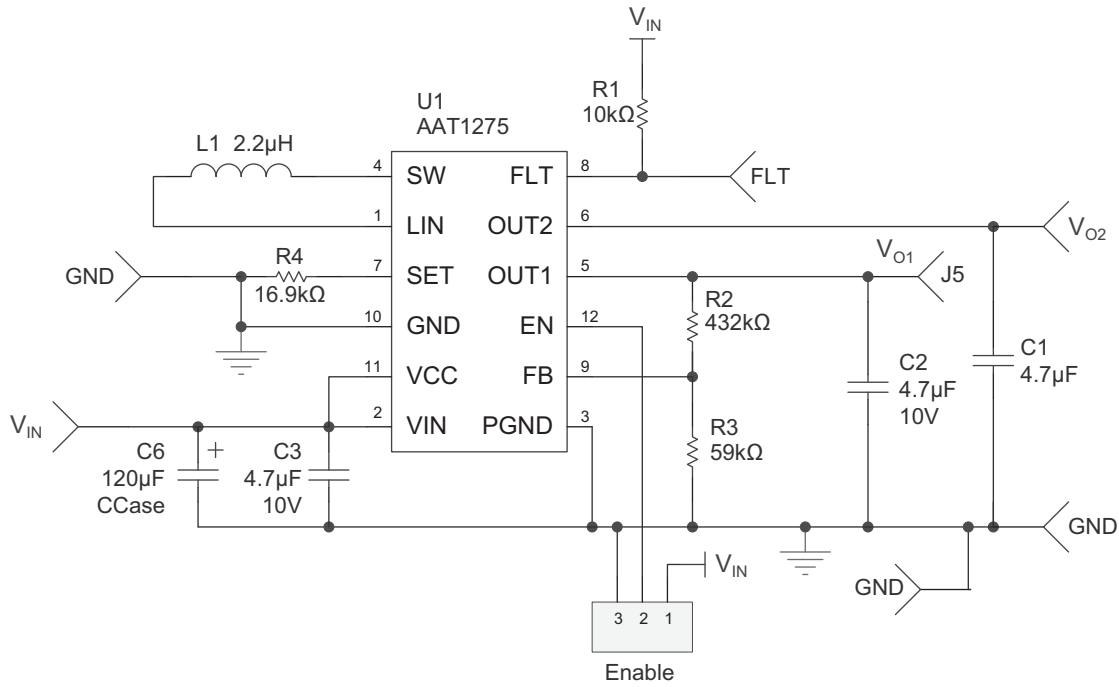 V_IN
R1
10kΩ
U1
AAT1275
L1 2.2µH
4 SW FLT 8
FLT
1 LIN OUT2 6
V_O2
GND
R4
16.9kΩ
7 SET OUT1 5
V_O1
J5
R2
432kΩ
10 GND EN 12
C1
4.7µF
11 VCC FB 9
C2
4.7µF
10V
V_IN
2 VIN PGND 3
R3
59kΩ
C6
120µF
CCase
+
C3
4.7µF
10V
GND
GND
V_IN
3 2 1
Enable